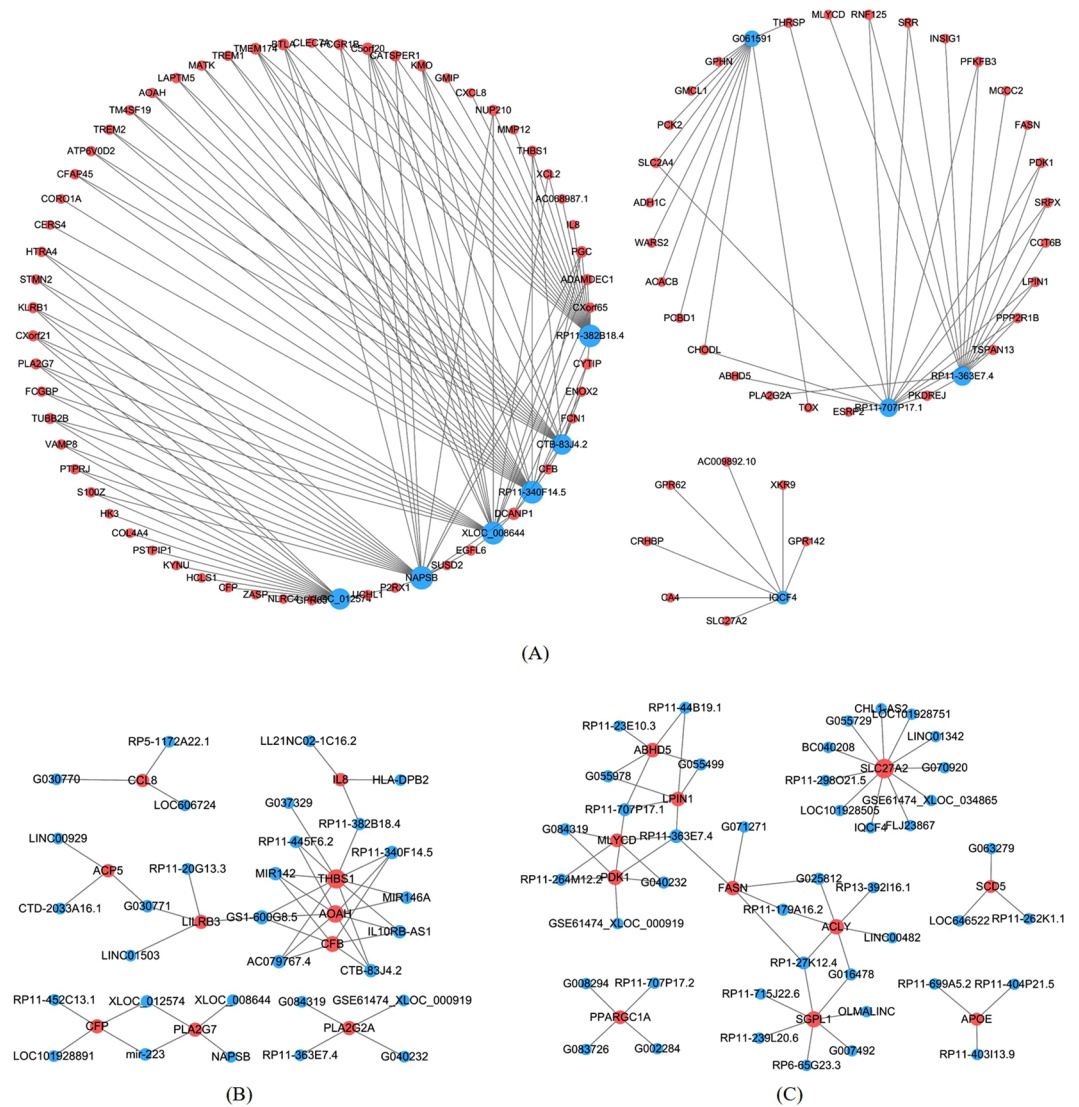 BTLA
CLEC7A
FCGR1B
C5orf20
TMEM174
CATSPER1
TREM1
KMO
MATK
GMIP
LAPTM5
CXCL8
AOAH
NUP210
TM4SF19
MMP12
TREM2
THBS1
ATP6V0D2
XCL2
CFAP45
AC068987.1
CORO1A
IL8
CERS4
PGC
HTRA4
ADAMDEC1
STMN2
CXorf65
KLRB1
RP11-382B18.4
CXorf21
CYTIP
PLA2G7
ENOX2
FCGBP
FCN1
TUBB2B
CTB-83J4.2
VAMP8
CFB
PTPRJ
RP11-340F14.5
S100Z
DCANP1
HK3
XLOC_008644
COL4A4
EGFL6
PSTPIP1
SUSD2
KYNU
NAPSB
HCLS1
P2RX1
CFP
UCHL1
ZASP
NLRC4
XLOC_012574
MLYCD
RNF125
THRSP
SRR
G061591
INSIG1
GPHN
PFKFB3
GMCL1
MCCC2
PCK2
FASN
SLC2A4
PDK1
ADH1C
SRPX
WARS2
CCT6B
ACACB
LPIN1
PCBD1
PPP2R1B
CHODL
TSPAN13
ABHD5
RP11-363E7.4
PLA2G2A
PKDREJ
TOX
ESRP2
RP11-707P17.1
AC009892.10
GPR62
XKR9
CRHBP
GPR142
CA4
IQCF4
SLC27A2
(A)
RP5-1172A22.1
G030770
CCL8
LOC606724
LL21NC02-1C16.2
IL8
HLA-DPB2
G037329
RP11-382B18.4
LINC00929
RP11-445F6.2
RP11-340F14.5
ACP5
RP11-20G13.3
MIR142
THBS1
CTD-2033A16.1
G030771
MIR146A
LILRB3
GS1-600G8.5
AOAH
IL10RB-AS1
CFB
LINC01503
AC079767.4
CTB-83J4.2
RP11-452C13.1
XLOC_012574
XLOC_008644
G084319
GSE61474_XLOC_000919
CFP
PLA2G7
PLA2G2A
LOC101928891
mir-223
NAPSB
RP11-363E7.4
G040232
(B)
RP11-44B19.1
RP11-23E10.3
ABHD5
G055499
G055978
LPIN1
RP11-707P17.1
G084319
RP11-363E7.4
MLYCD
G071271
RP11-264M12.2
PDK1
G040232
FASN
GSE61474_XLOC_000919
CHL1-AS2
G055729
LOC101928751
BC040208
LINC01342
SLC27A2
RP11-298O21.5
G070920
GSE61474_XLOC_034865
LOC101928505
FLJ23867
IQCF4
G063279
G025812
RP13-392I16.1
SCD5
RP11-179A16.2
ACLY
LOC646522
RP11-262K1.1
LINC00482
RP1-27K12.4
G016478
G008294
RP11-707P17.2
RP11-715J22.6
OLMALINC
RP11-699A5.2
RP11-404P21.5
PPARGC1A
SGPL1
APOE
G083726
G002284
RP11-239L20.6
G007492
RP11-403I13.9
RP6-65G23.3
(C)